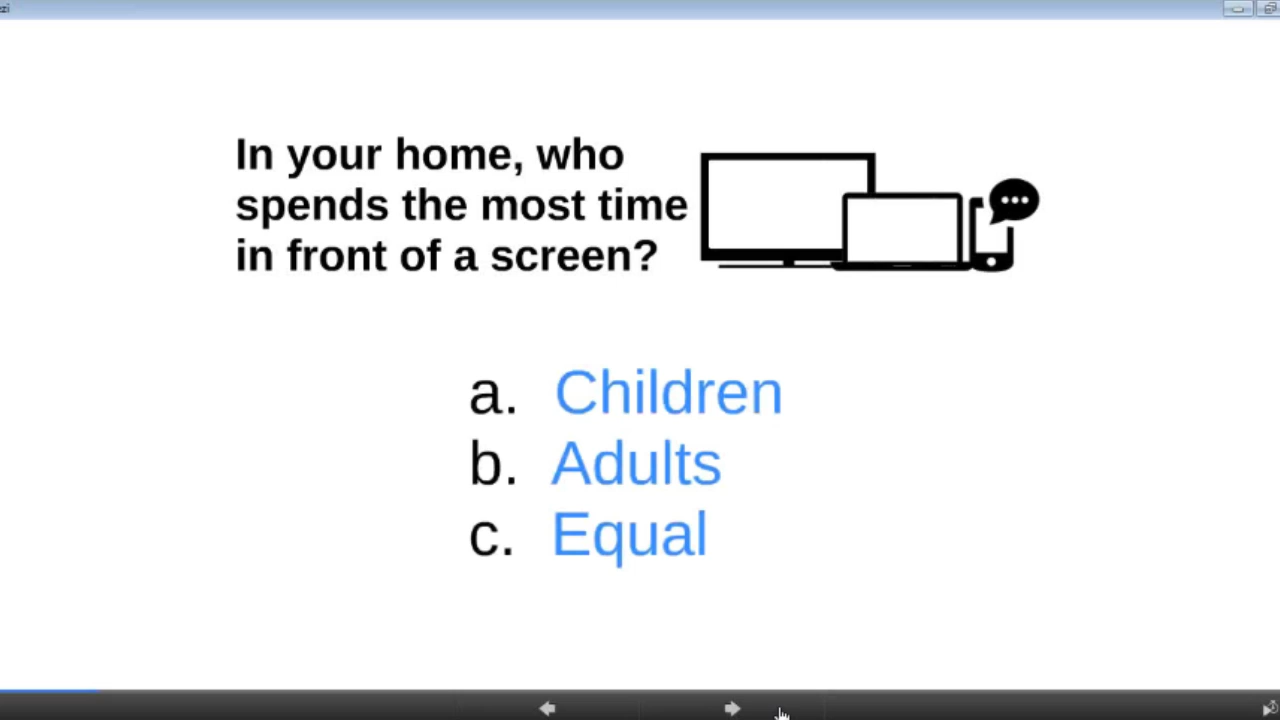 In your home, who
spends the most time
in front of a screen?
a. Children
b. Adults
c. Equal